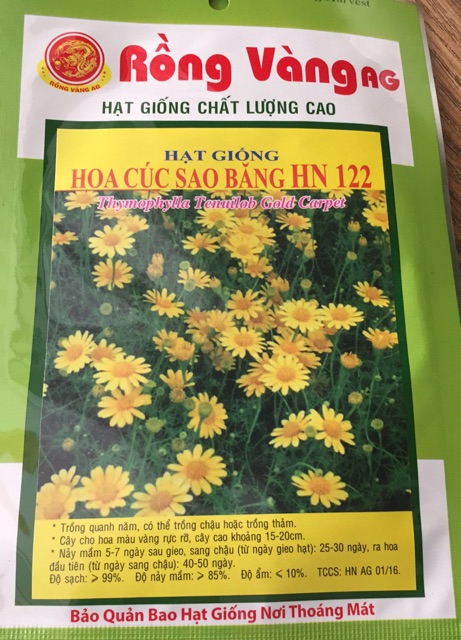 vest
RỒNG VÀNG AG
Rồng Vàng AG
HẠT GIỐNG CHẤT LƯỢNG CAO
HẠT GIỐNG
HOA CÚC SAO BĂNG HN 122
Thymophylla Tenuilob Gold Carpet
* Trồng quanh năm, có thể trồng chậu hoặc trồng thảm.
* Cây cho hoa màu vàng rực rỡ, cây cao khoảng 15-20cm.
* Nảy mầm 5-7 ngày sau gieo, sang chậu (từ ngày gieo hạt): 25-30 ngày, ra hoa
đầu tiên (từ ngày sang chậu): 40-50 ngày.
Độ sạch: ⩾ 99%. Độ nảy mầm: ⩾ 85%. Độ ẩm: ⩽ 10%. TCCS: HN AG 01/16.
Bảo Quản Bao Hạt Giống Nơi Thoáng Mát